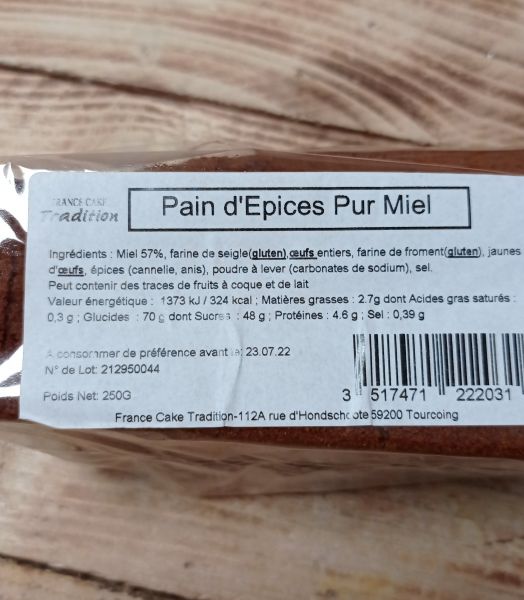 FRANCE CAKE
Tradition
Pain d'Epices Pur Miel
Ingrédients : Miel 57%, farine de seigle(gluten),œufs entiers, farine de froment(gluten), jaunes
d'œufs, épices (cannelle, anis), poudre à lever (carbonates de sodium), sel.
Peut contenir des traces de fruits à coque et de lait
Valeur énergétique : 1373 kJ / 324 kcal ; Matières grasses : 2.7g dont Acides gras saturés :
0,3 g ; Glucides : 70 g dont Sucres : 48 g ; Protéines : 4.6 g ; Sel : 0,39 g
A consommer de préférence avant le: 23.07.22
N° de Lot: 212950044
Poids Net: 250G
3 517471 222031
France Cake Tradition-112A rue d'Hondschoote 59200 Tourcoing